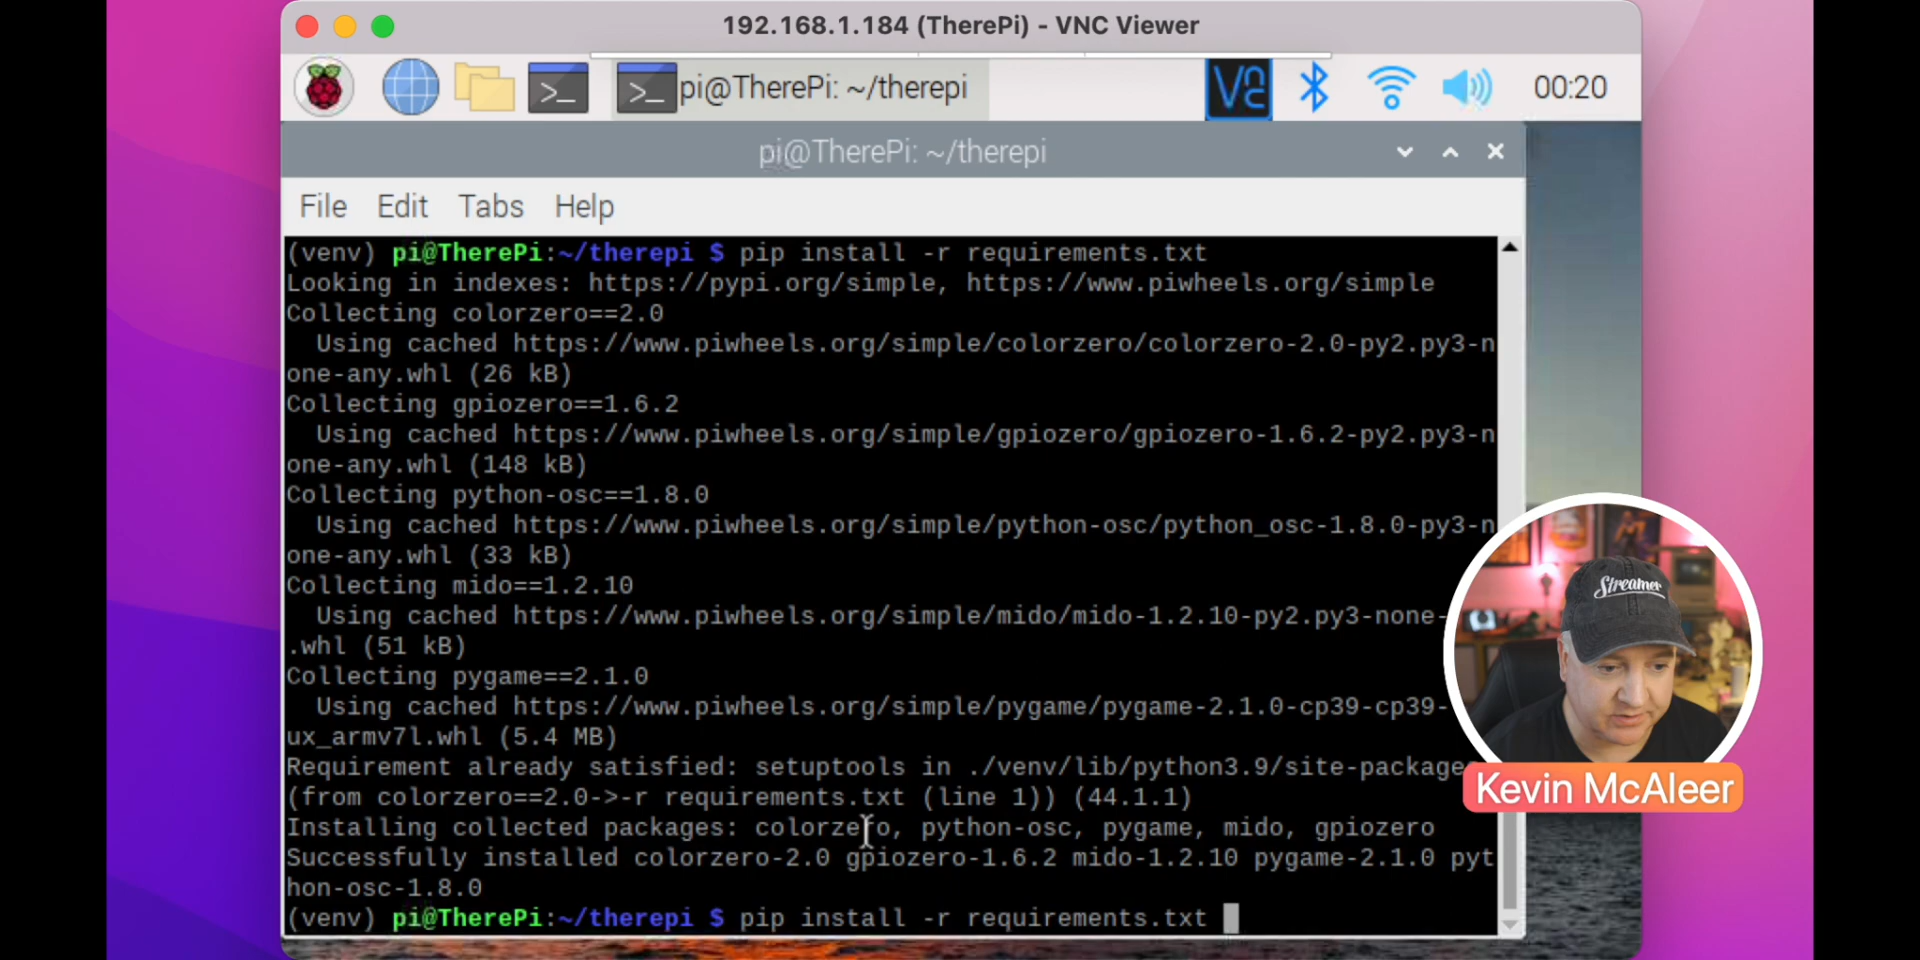 192.168.1.184 (TherePi) - VNC Viewer
pi@TherePi: ~/therepi
00:20
pi@TherePi: ~/therepi
File Edit Tabs Help
(venv) pi@TherePi:~/therepi $ pip install -r requirements.txt
Looking in indexes: https://pypi.org/simple, https://www.piwheels.org/simple
Collecting colorzero==2.0
Using cached https://www.piwheels.org/simple/colorzero/colorzero-2.0-py2.py3-n
one-any.whl (26 kB)
Collecting gpiozero==1.6.2
Using cached https://www.piwheels.org/simple/gpiozero/gpiozero-1.6.2-py2.py3-n
one-any.whl (148 kB)
Collecting python-osc==1.8.0
Using cached https://www.piwheels.org/simple/python-osc/python_osc-1.8.0-py3-n
one-any.whl (33 kB)
Collecting mido==1.2.10
Using cached https://www.piwheels.org/simple/mido/mido-1.2.10-py2.py3-none-
.whl (51 kB)
Collecting pygame==2.1.0
Using cached https://www.piwheels.org/simple/pygame/pygame-2.1.0-cp39-cp39-
ux_armv7l.whl (5.4 MB)
Requirement already satisfied: setuptools in ./venv/lib/python3.9/site-package
(from colorzero==2.0->-r requirements.txt (line 1)) (44.1.1)
Installing collected packages: colorzero, python-osc, pygame, mido, gpiozero
Successfully installed colorzero-2.0 gpiozero-1.6.2 mido-1.2.10 pygame-2.1.0 pyt
hon-osc-1.8.0
(venv) pi@TherePi:~/therepi $ pip install -r requirements.txt
Streamer
Kevin McAleer